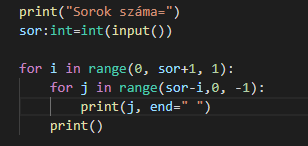 print("Sorok száma=")
sor:int=int(input())
for i in range(0, sor+1, 1):
    for j in range(sor-i,0, -1):
        print(j, end=" ")
    print()